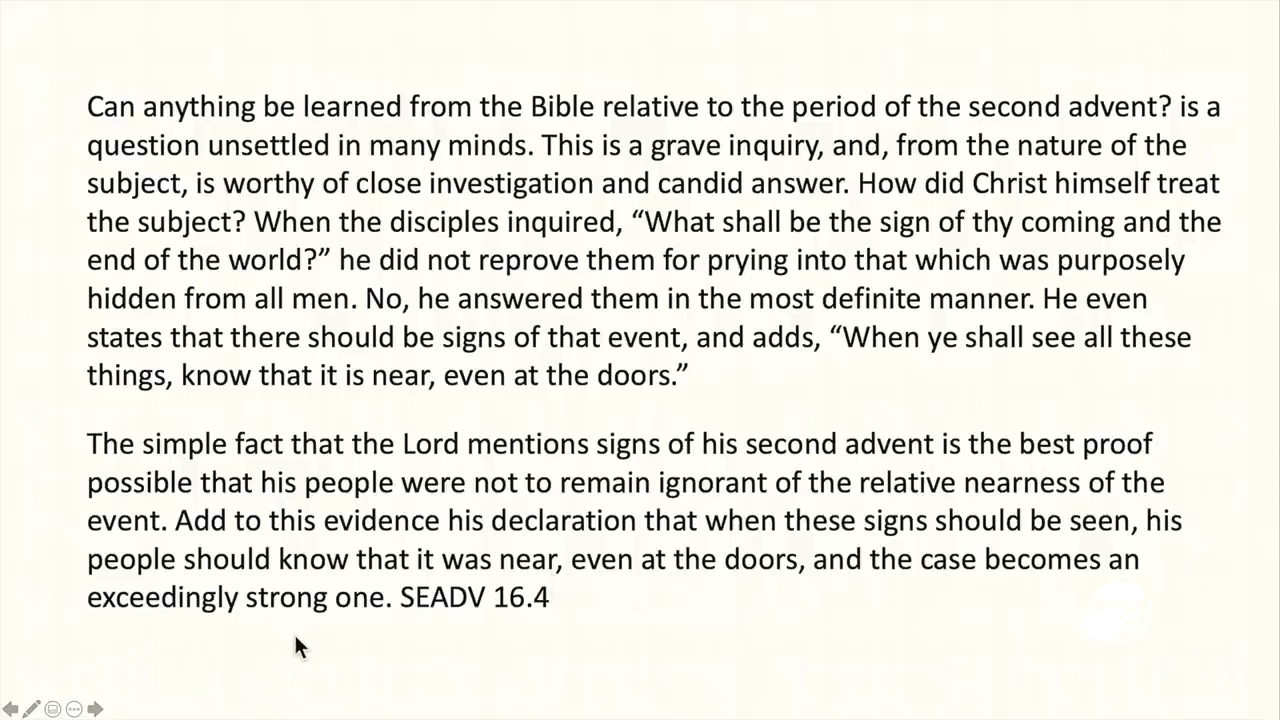 Can anything be learned from the Bible relative to the period of the second advent? is a
question unsettled in many minds. This is a grave inquiry, and, from the nature of the
subject, is worthy of close investigation and candid answer. How did Christ himself treat
the subject? When the disciples inquired, “What shall be the sign of thy coming and the
end of the world?” he did not reprove them for prying into that which was purposely
hidden from all men. No, he answered them in the most definite manner. He even
states that there should be signs of that event, and adds, “When ye shall see all these
things, know that it is near, even at the doors.”
The simple fact that the Lord mentions signs of his second advent is the best proof
possible that his people were not to remain ignorant of the relative nearness of the
event. Add to this evidence his declaration that when these signs should be seen, his
people should know that it was near, even at the doors, and the case becomes an
exceedingly strong one. SEADV 16.4